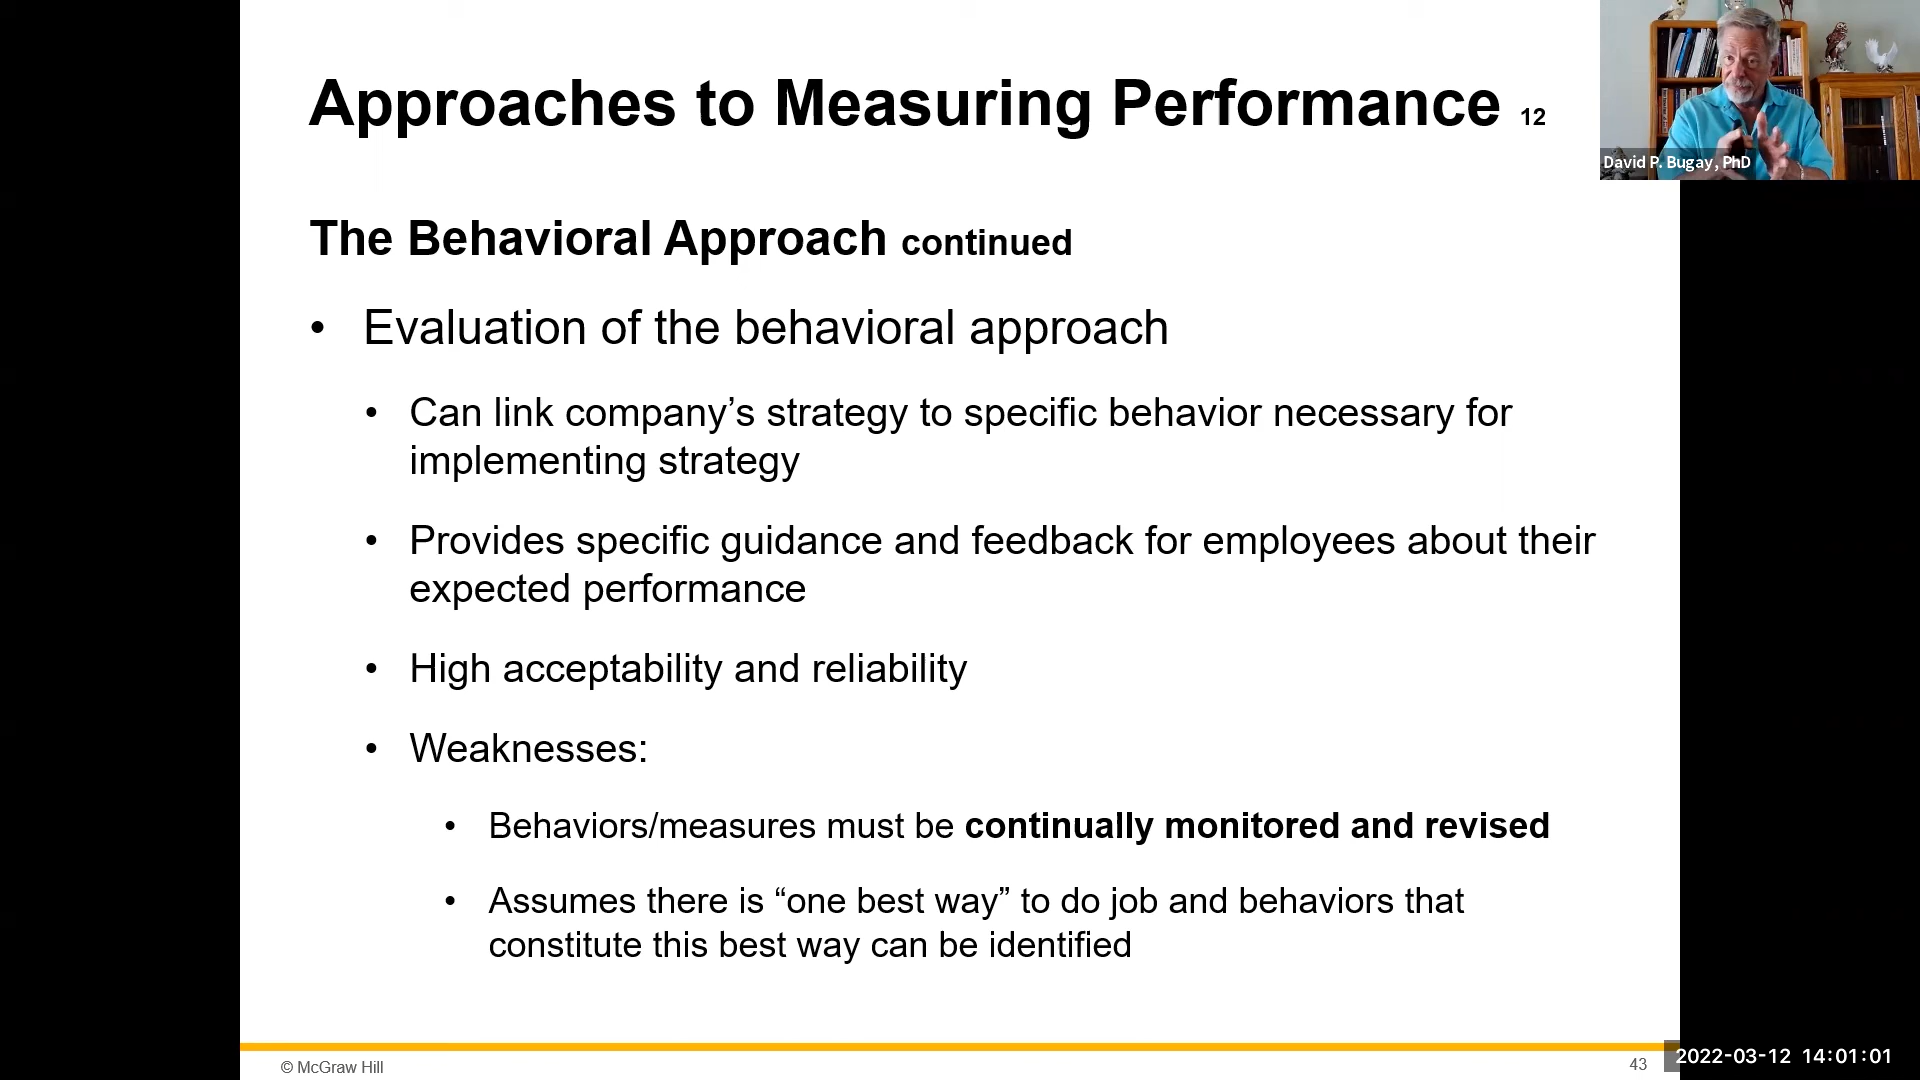 Approaches to Measuring Performance 12
David P. Bugay, PhD
The Behavioral Approach continued
• Evaluation of the behavioral approach
• Can link company’s strategy to specific behavior necessary for
implementing strategy
• Provides specific guidance and feedback for employees about their
expected performance
• High acceptability and reliability
• Weaknesses:
• Behaviors/measures must be continually monitored and revised
• Assumes there is “one best way” to do job and behaviors that
constitute this best way can be identified
© McGraw Hill
43
2022-03-12 14:01:01